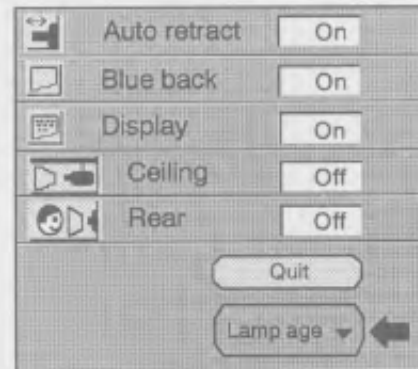 Auto retract On
Blue back On
Display On
Ceiling Off
Rear Off
Quit
Lamp age